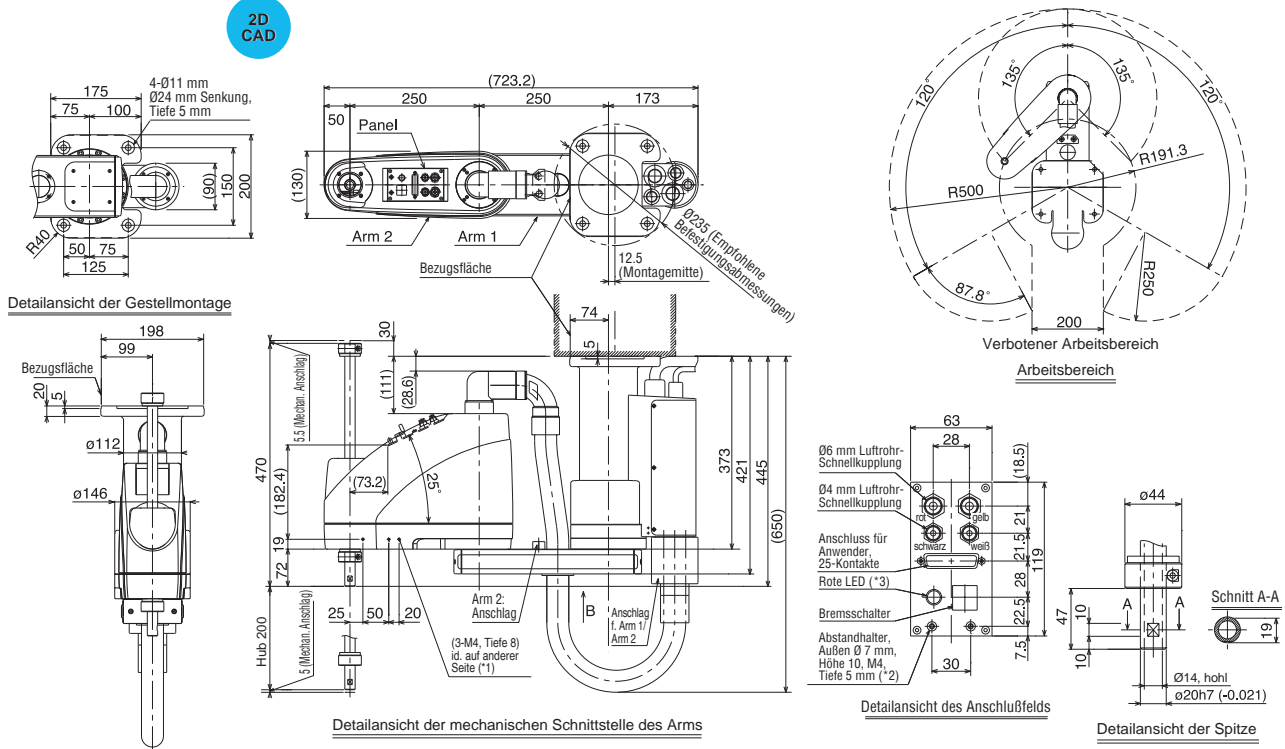 2D
CAD
4-Ø11 mm
Ø24 mm Senkung,
Tiefe 5 mm
175
75
100
(90)
150
200
R40
50
75
125
Detailansicht der Gestellmontage
(723.2)
250
250
173
50
Panel
(130)
Arm 2
Arm 1
Ø235 (Empfohlene
Befestigungsabmessungen)
12.5
(Montagemitte)
Bezugsfläche
135°
135°
120°
120°
R191.3
R500
R250
87.8°
200
Verbotener Arbeitsbereich
Arbeitsbereich
198
99
Bezugsfläche
20
5
ø112
ø146
30
74
5
5.5 (Mechan. Anschlag)
(111)
(28.6)
470
(182.4)
(73.2)
25°
373
421
445
(650)
19
72
Hub 200
5 (Mechan. Anschlag)
25
50
20
Arm 2:
Anschlag
B
Anschlag
f. Arm 1/
Arm 2
(3-M4, Tiefe 8)
id. auf anderer
Seite (*1)
Detailansicht der mechanischen Schnittstelle des Arms
63
28
(18.5)
Ø6 mm Luftrohr-
Schnellkupplung
Ø4 mm Luftrohr-
Schnellkupplung
rot
gelb
schwarz
weiß
Anschluss für
Anwender,
25-Kontakte
Rote LED (*3)
Bremsschalter
Abstandhalter,
Außen Ø 7 mm,
Höhe 10, M4,
Tiefe 5 mm (*2)
21
21.5
28
22.5
7.5
119
30
Detailansicht des Anschlußfelds
ø44
47
10
10
A
A
Schnitt A-A
19
Ø14, hohl
ø20h7 (-0.021)
Detailansicht der Spitze